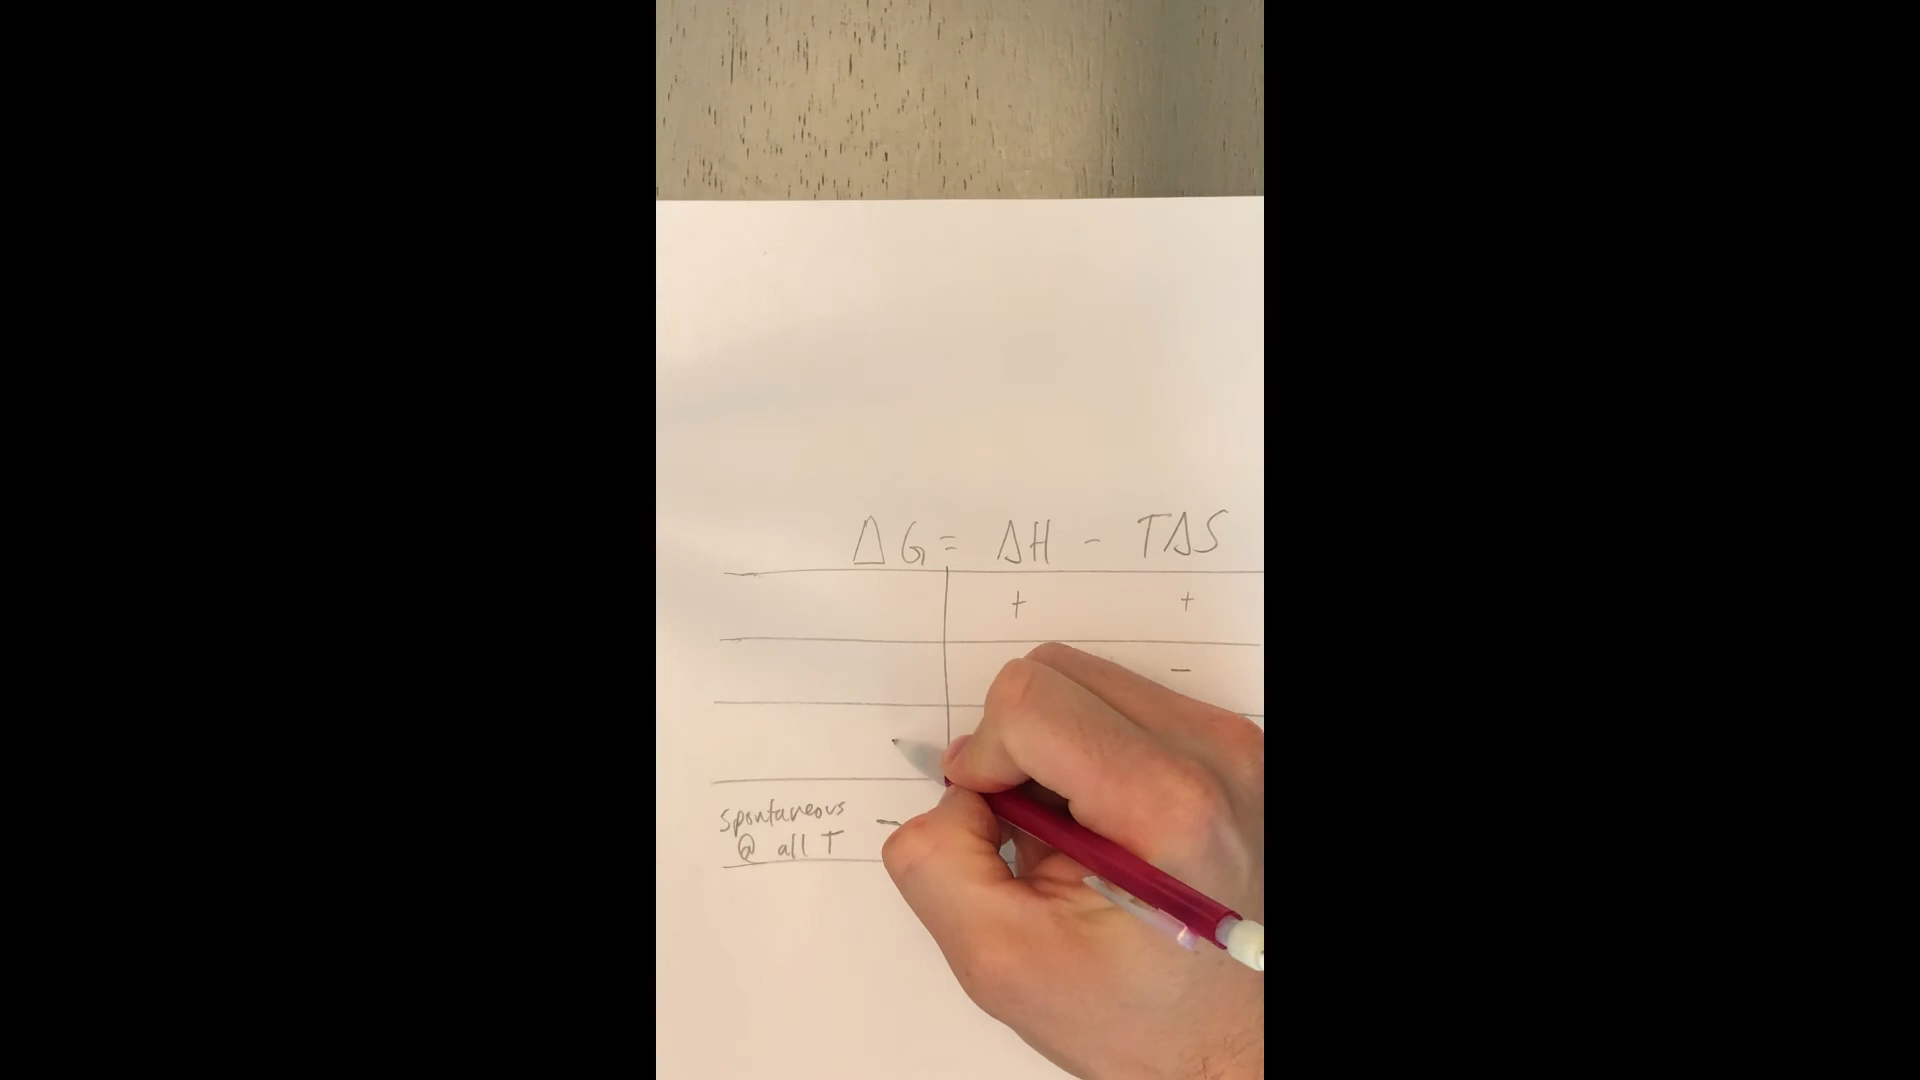 ΔG = ΔH - TΔS
+ +
-
spontaneous -
@ all T